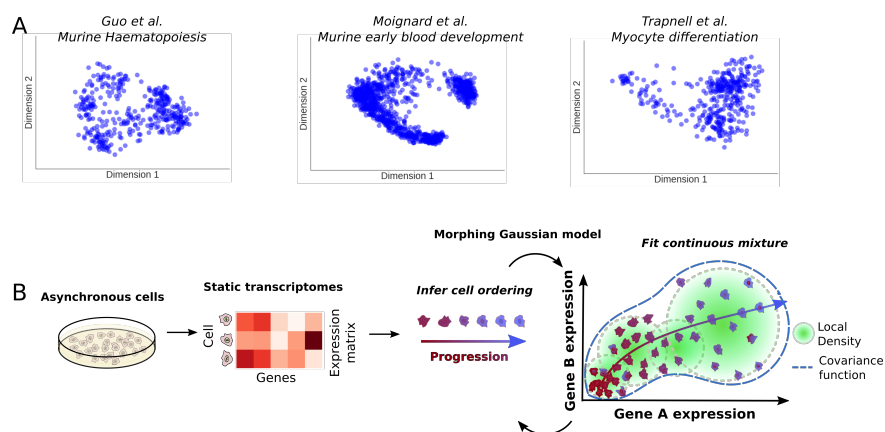 A
Guo et al.
Murine Haematopoiesis
Dimension 2
Dimension 1
Moignard et al.
Murine early blood development
Dimension 2
Dimension 1
Trapnell et al.
Myocyte differentiation
Dimension 2
Dimension 1
B
Asynchronous cells
Static transcriptomes
Cell
Genes
Expression
matrix
Morphing Gaussian model
Infer cell ordering
Progression
Fit continuous mixture
Gene B expression
Gene A expression
Local
Density
Covariance
function